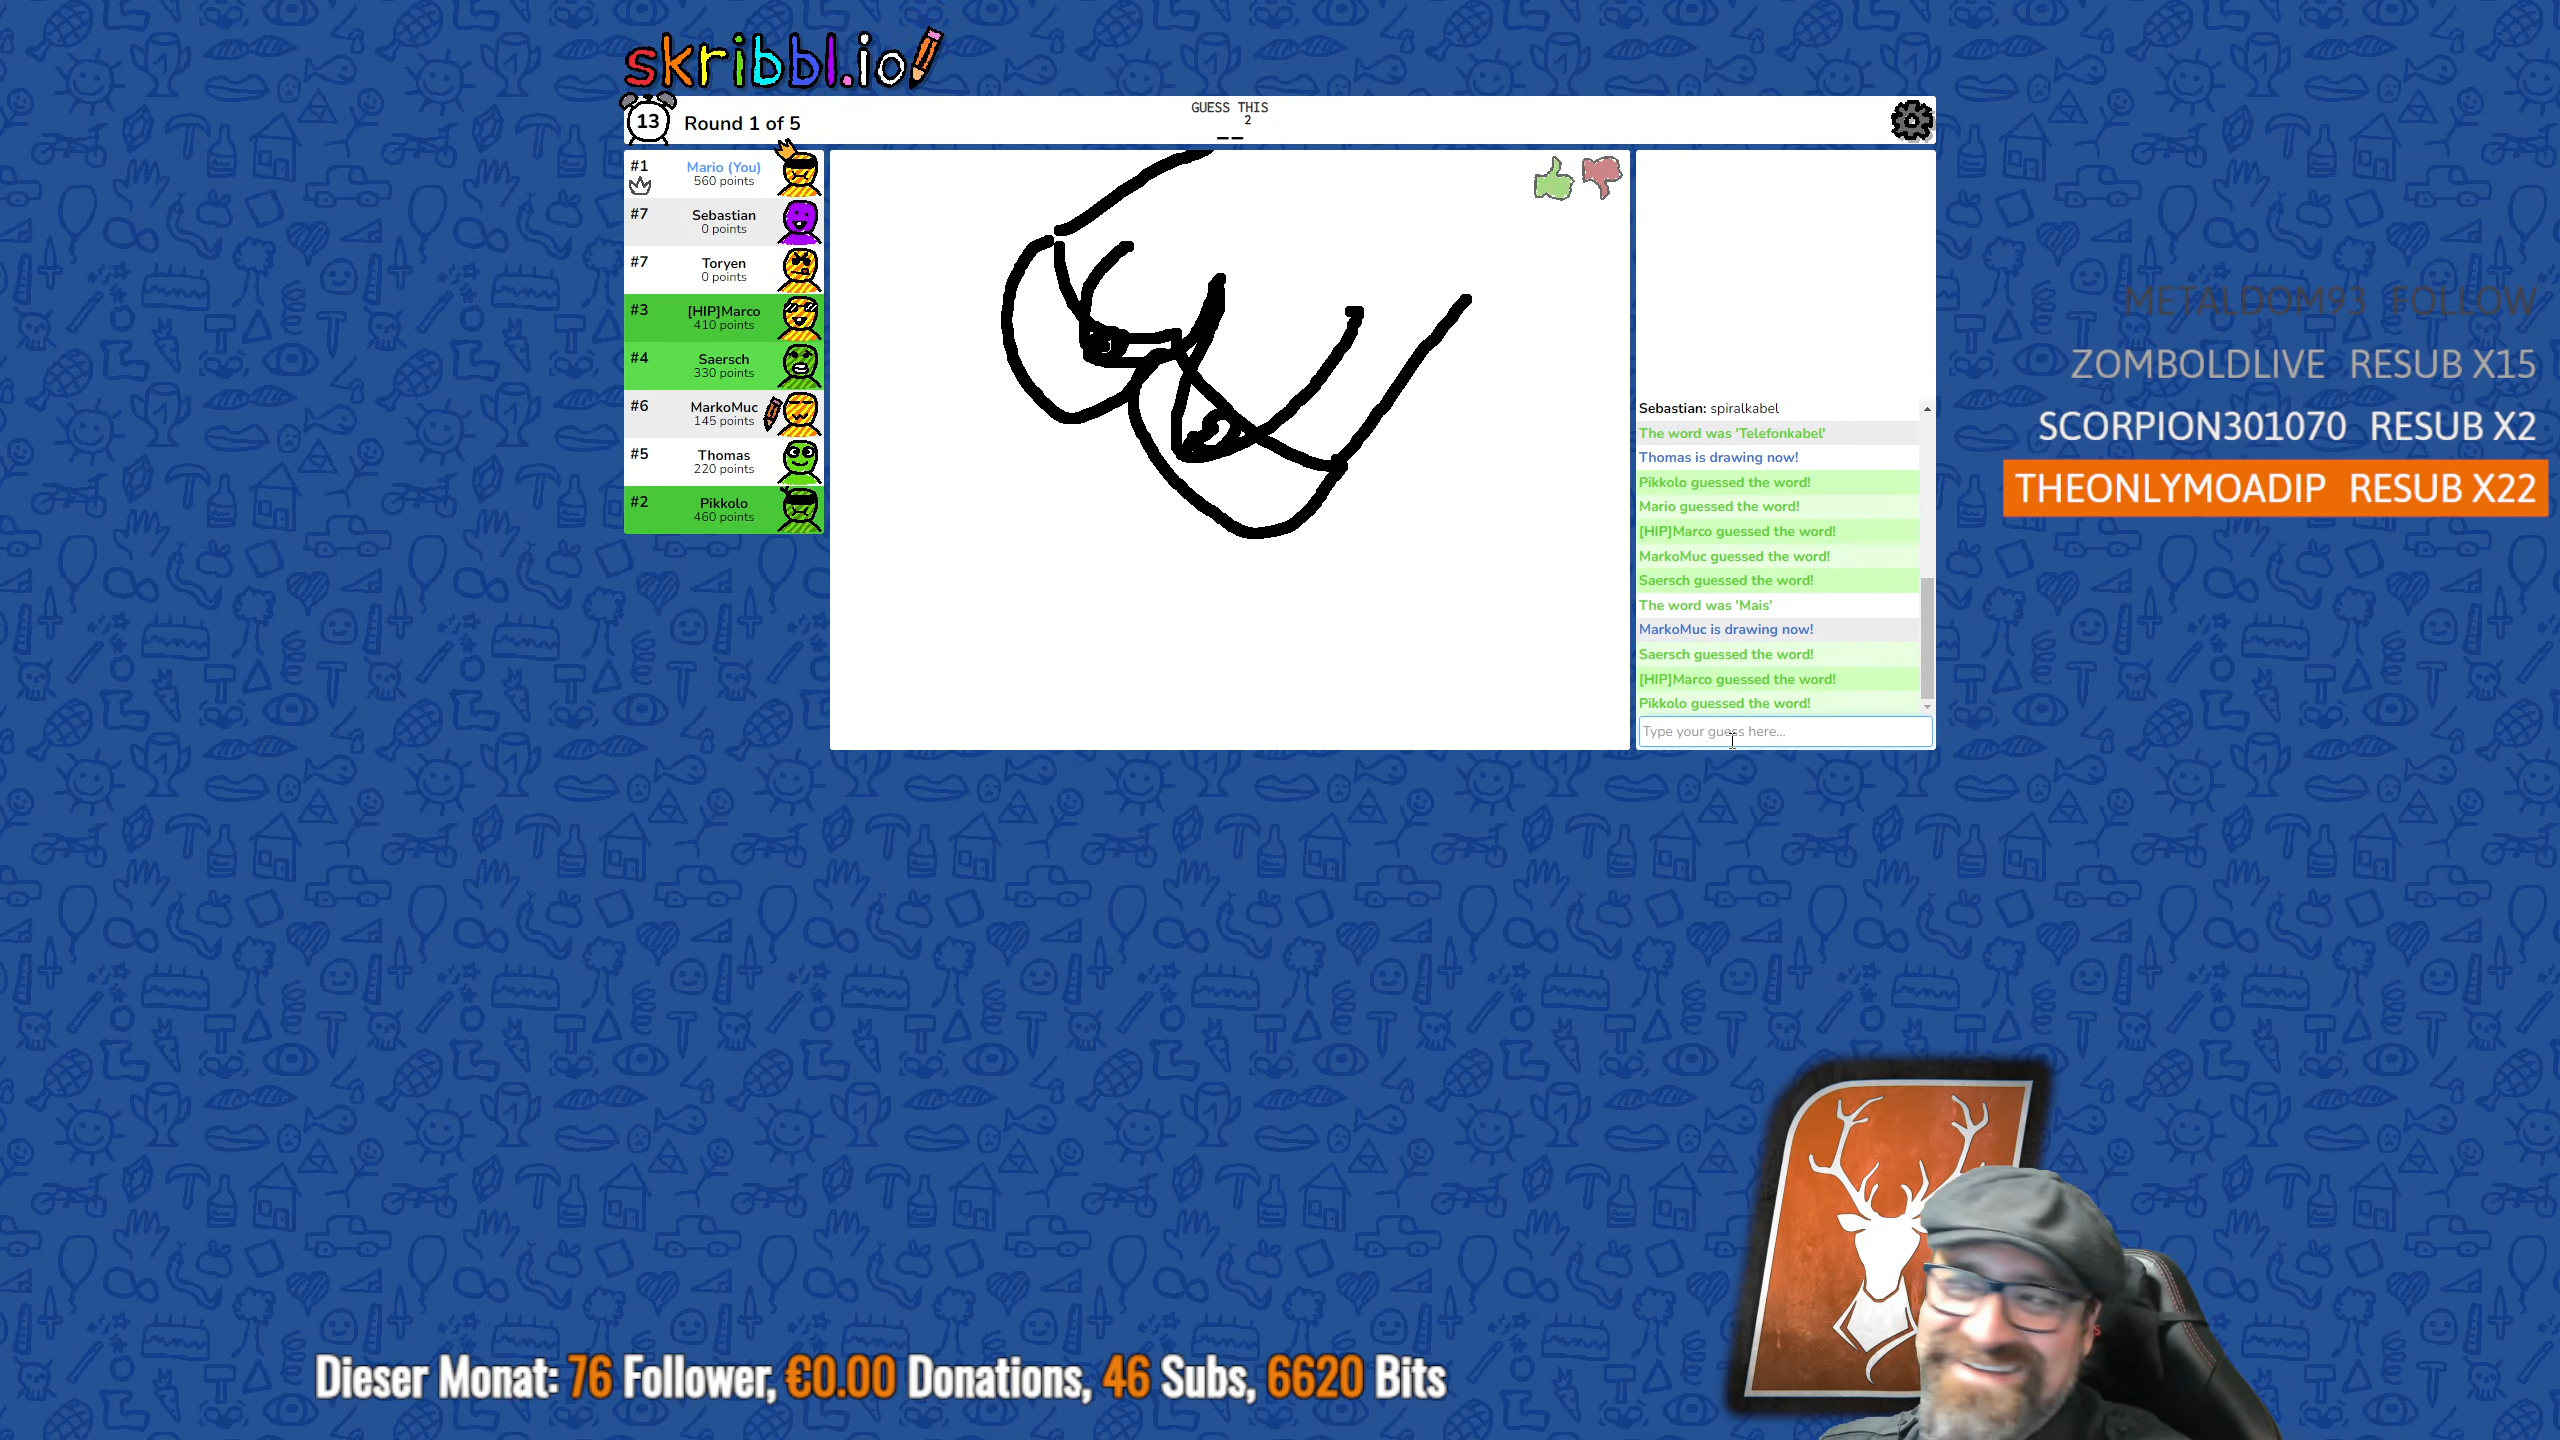 skribbl.io
13
Round 1 of 5
GUESS THIS
2
__
#1
Mario (You)
560 points
#7
Sebastian
0 points
#7
Toryen
0 points
#3
[HIP]Marco
410 points
#4
Saersch
330 points
#6
MarkoMuc
145 points
#5
Thomas
220 points
#2
Pikkolo
460 points
Sebastian: spiralkabel
The word was 'Telefonkabel'
Thomas is drawing now!
Pikkolo guessed the word!
Mario guessed the word!
[HIP]Marco guessed the word!
MarkoMuc guessed the word!
Saersch guessed the word!
The word was 'Mais'
MarkoMuc is drawing now!
Saersch guessed the word!
[HIP]Marco guessed the word!
Pikkolo guessed the word!
Type your guess here...
METALDOM93 FOLLOW
ZOMBOLDLIVE RESUB X15
SCORPION301070 RESUB X2
THEONLYMOADIP RESUB X22
Dieser Monat: 76 Follower, €0.00 Donations, 46 Subs, 6620 Bits